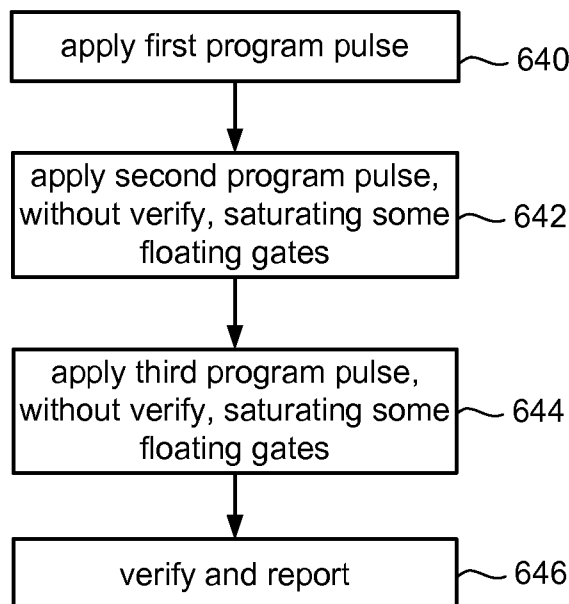 apply first program pulse
640
apply second program pulse,
without verify, saturating some
floating gates
642
apply third program pulse,
without verify, saturating some
floating gates
644
verify and report
646